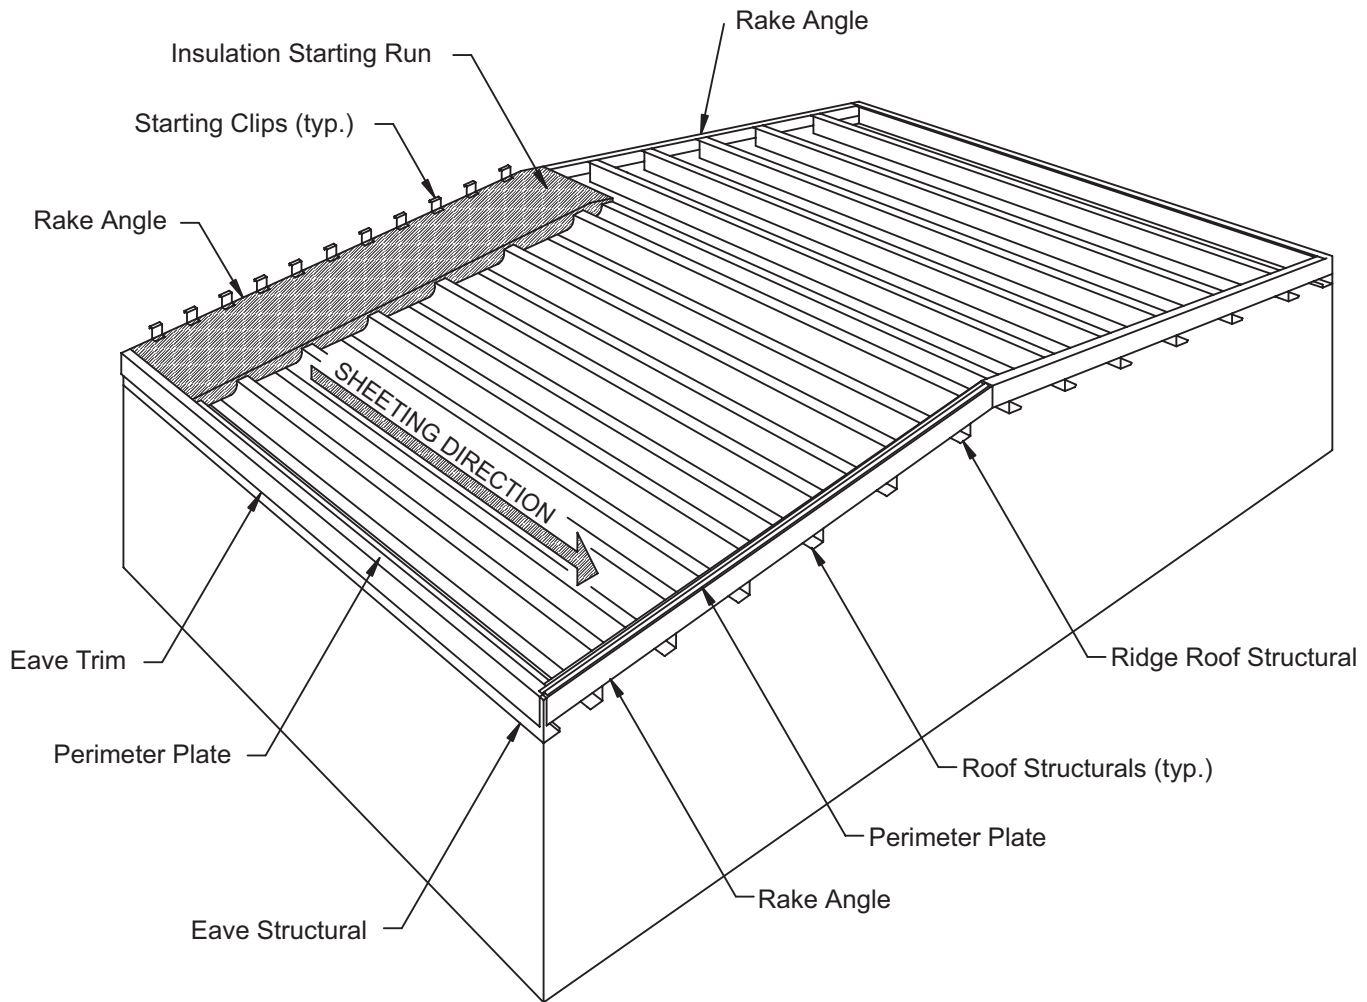 Rake Angle
Insulation Starting Run
Starting Clips (typ.)
Rake Angle
SHEETING DIRECTION
Eave Trim
Ridge Roof Structural
Perimeter Plate
Roof Structurals (typ.)
Perimeter Plate
Rake Angle
Eave Structural